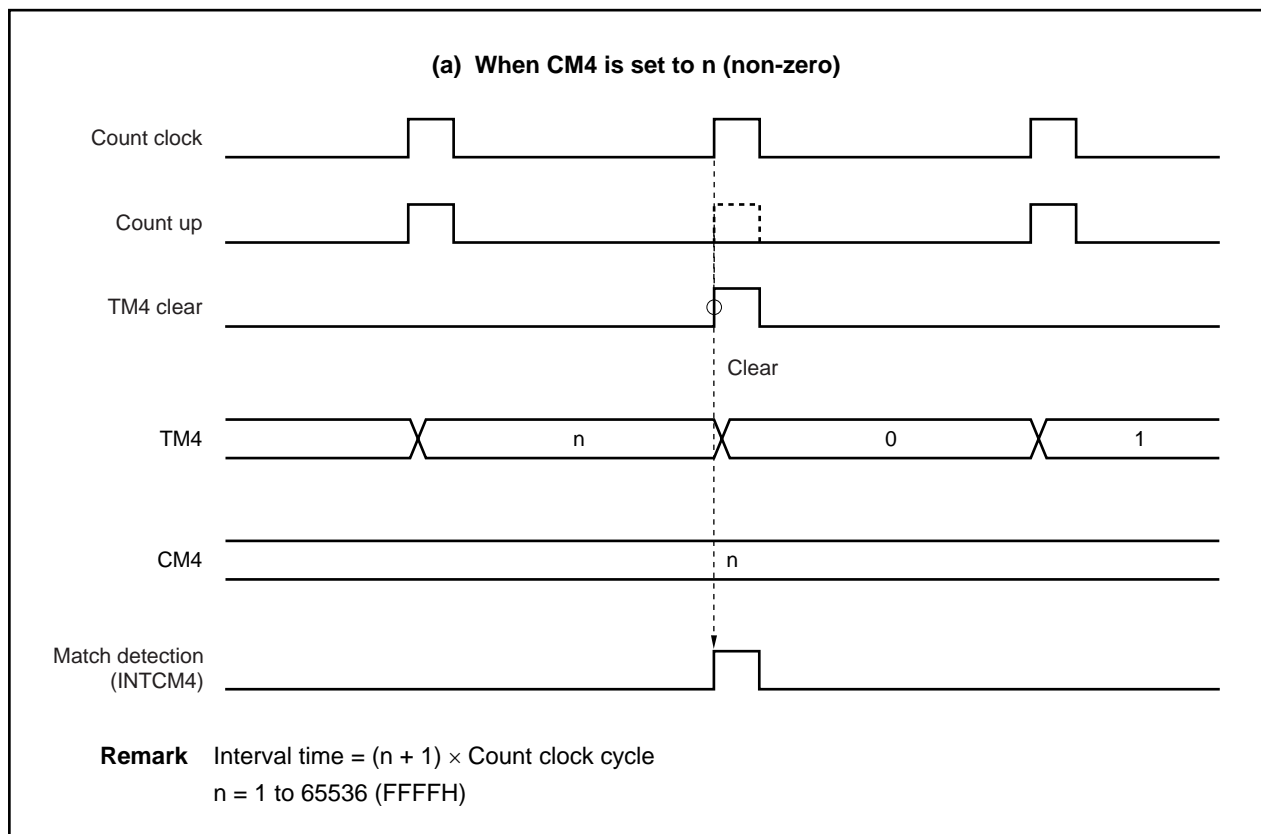 (a) When CM4 is set to n (non-zero)
Count clock
Count up
TM4 clear
Clear
TM4
n
0
1
CM4
n
Match detection
(INTCM4)
Remark Interval time = (n + 1) × Count clock cycle
n = 1 to 65536 (FFFFH)